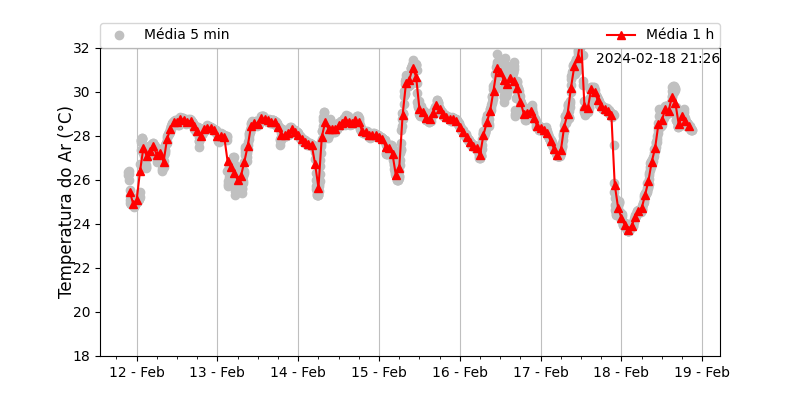 Média 5 min
Média 1 h
2024-02-18 21:26
Temperatura do Ar (°C)
32
30
28
26
24
22
20
18
12 - Feb
13 - Feb
14 - Feb
15 - Feb
16 - Feb
17 - Feb
18 - Feb
19 - Feb